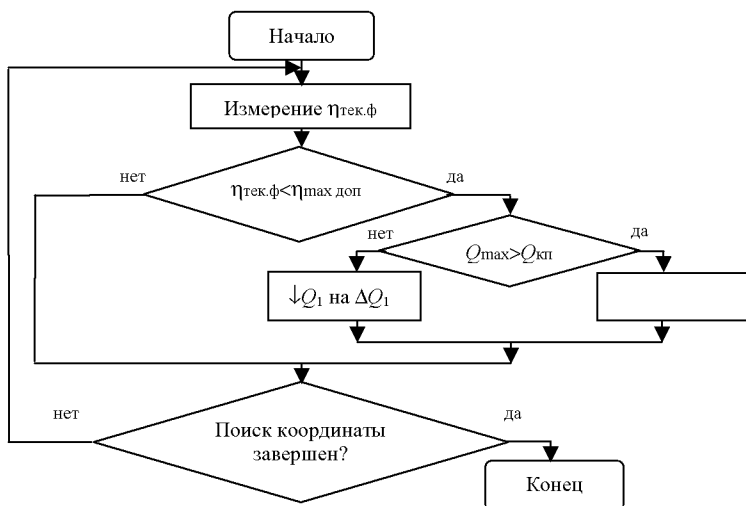 Начало
Измерение ηтек.ф
нет
ηтек.ф<ηmax доп
да
нет
Qmax>Qкп
да
↓Q1 на ΔQ1
нет
Поиск координаты
завершен?
да
Конец